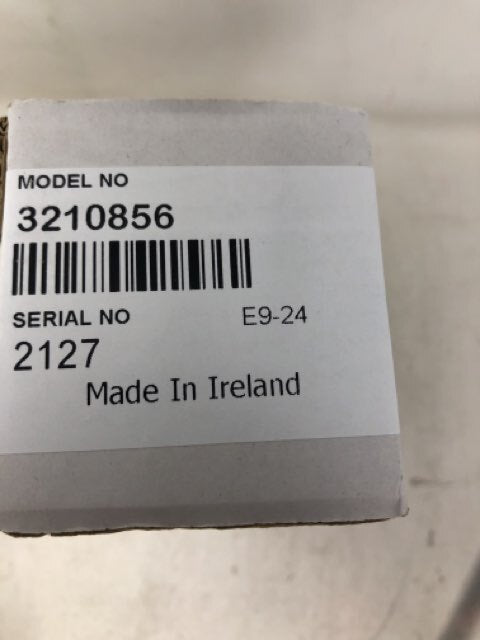 MODEL NO
3210856
SERIAL NO E9-24
2127
Made In Ireland